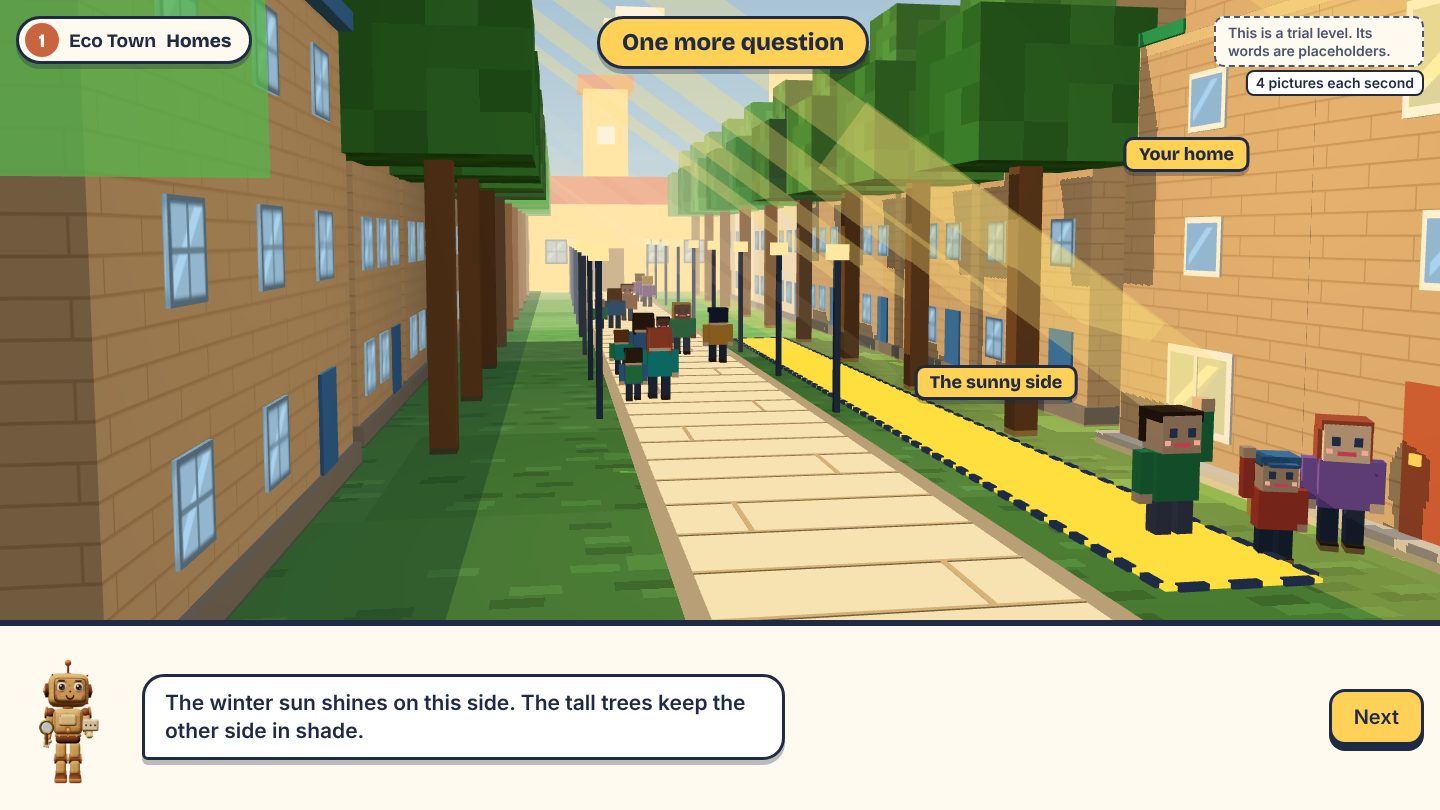 1 Eco Town Homes
One more question
This is a trial level. Its
words are placeholders.
4 pictures each second
Your home
The sunny side
The winter sun shines on this side. The tall trees keep the
other side in shade.
Next